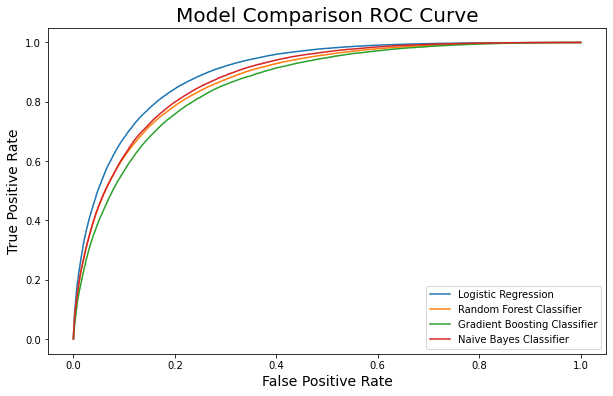 Model Comparison ROC Curve
True Positive Rate
1.0
0.8
0.6
0.4
0.2
0.0
Logistic Regression
Random Forest Classifier
Gradient Boosting Classifier
Naive Bayes Classifier
0.0 0.2 0.4 0.6 0.8 1.0
False Positive Rate